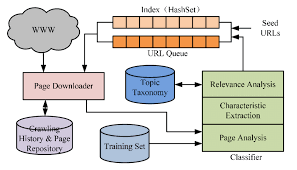 Index (HashSet)
WWW
Seed
URLs
URL Queue
Page Downloader
Topic
Taxonomy
Relevance Analysis
Characteristic
Extraction
Crawling
History & Page
Repository
Training Set
Page Analysis
Classifier